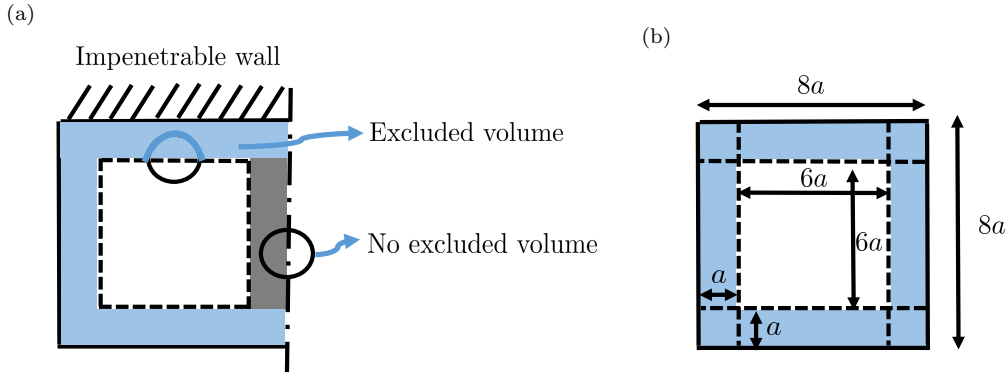 (a)
Impenetrable wall
Excluded volume
No excluded volume
(b)
8a
6a
6a
8a
a
a